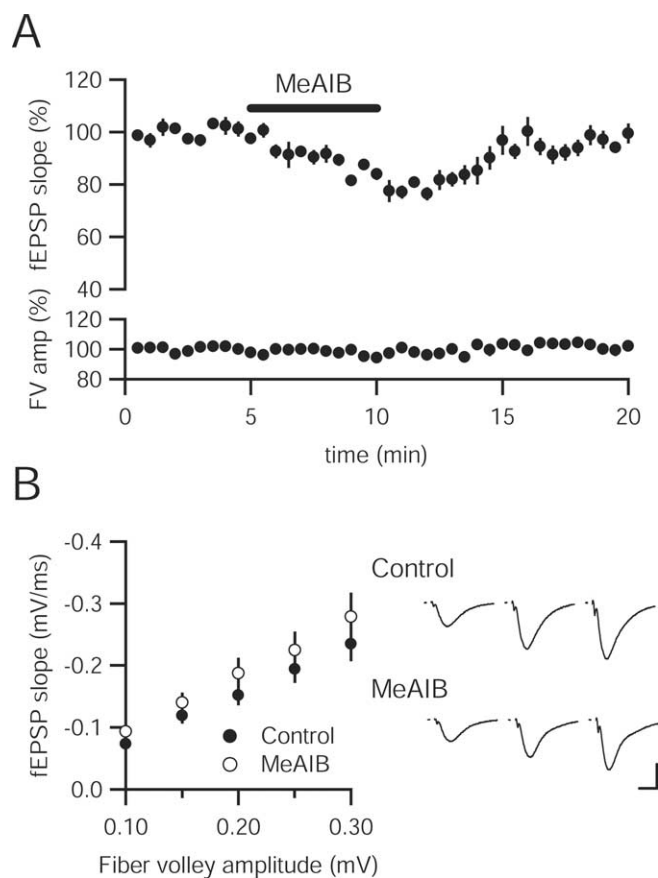 A
MeAIB
fEPSP slope (%)
120
100
80
60
40
FV amp (%)
120
100
80
0 5 10 15 20
time (min)
B
fEPSP slope (mV/ms)
-0.4
-0.3
-0.2
-0.1
0.0
Control
MeAIB
0.10 0.20 0.30
Fiber volley amplitude (mV)
Control
MeAIB